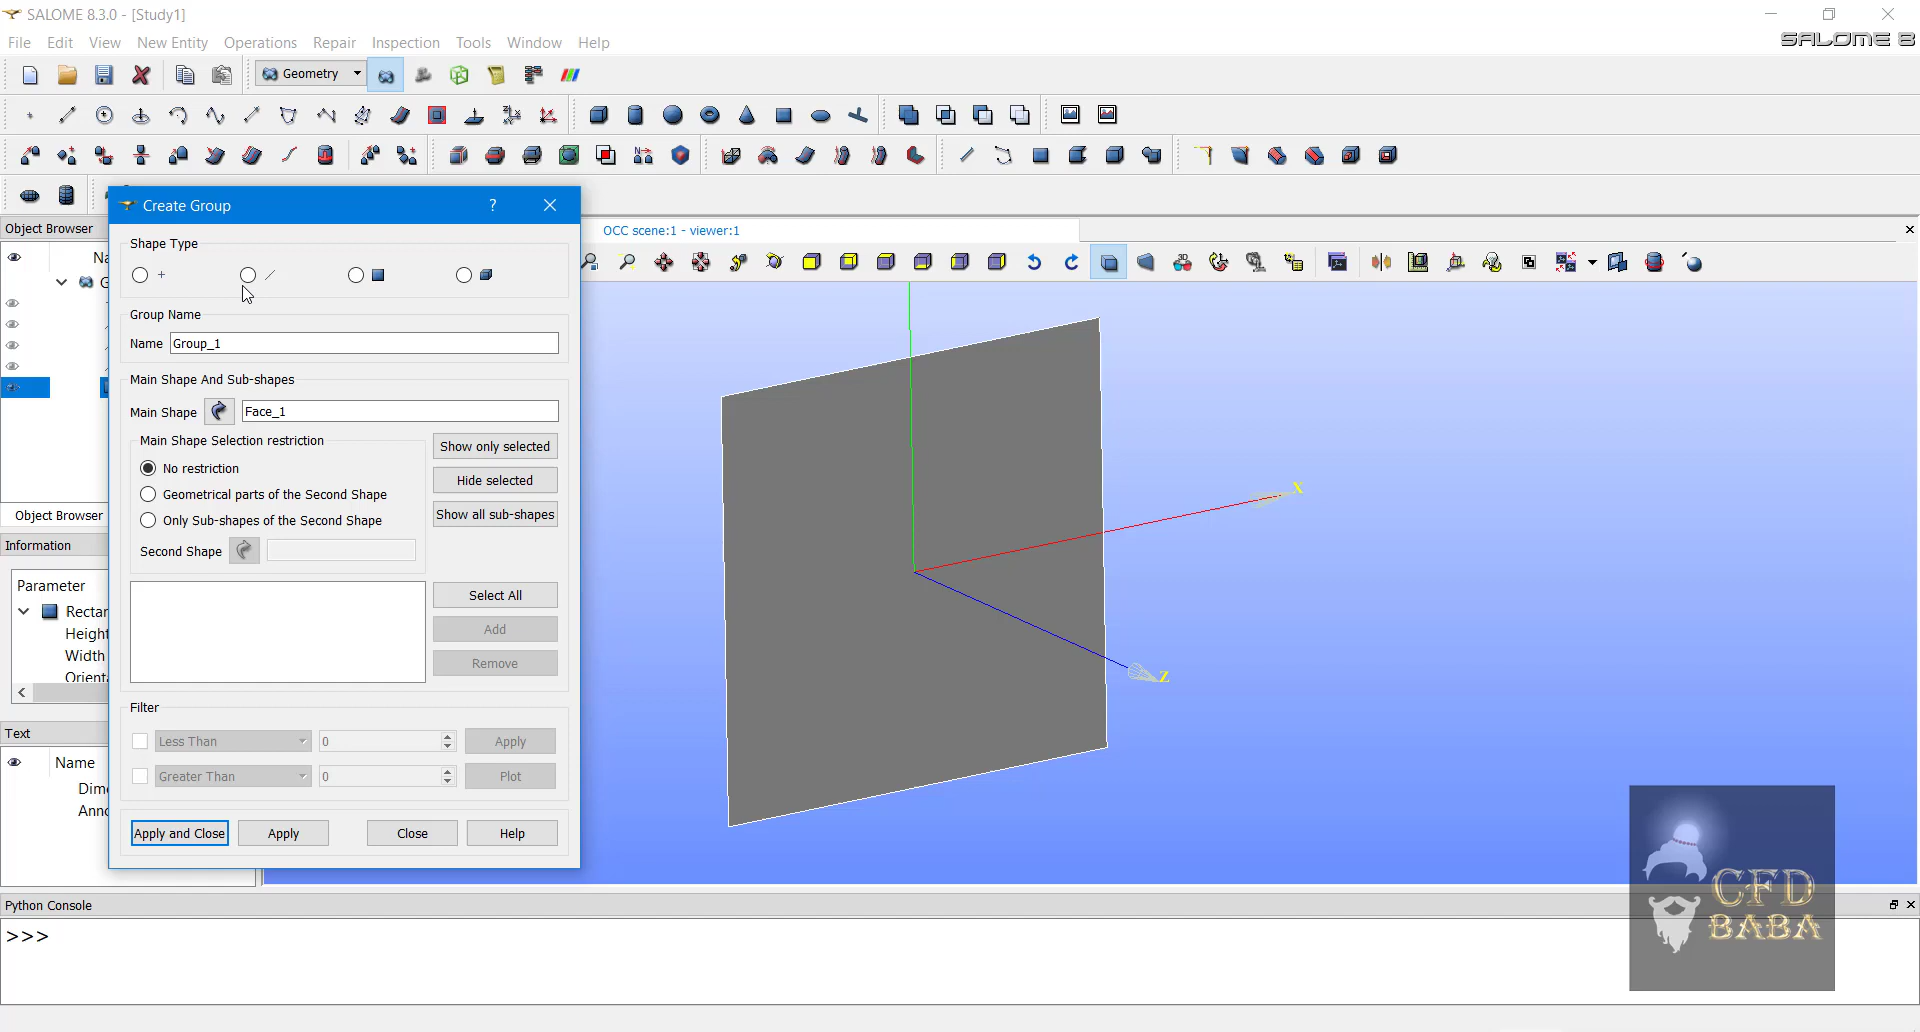 SALOME 8.3.0 - [Study1]
File Edit View New Entity Operations Repair Inspection Tools Window Help
SALOME 8
Geometry
Object Browser
Create Group
?
OCC scene:1 - viewer:1
Shape Type
Na
G
Group Name
Name Group_1
Main Shape And Sub-shapes
Main Shape Face_1
Main Shape Selection restriction
Show only selected
No restriction
Hide selected
Geometrical parts of the Second Shape
Show all sub-shapes
Only Sub-shapes of the Second Shape
Second Shape
Object Browser
Information
Parameter
Rectan
Height
Width
Orienta
Select All
Add
Remove
Filter
Less Than 0 Apply
Greater Than 0 Plot
Text
Name
Dime
Anno
Apply and Close Apply Close Help
X
Z
Python Console
>>>
CFD
BABA